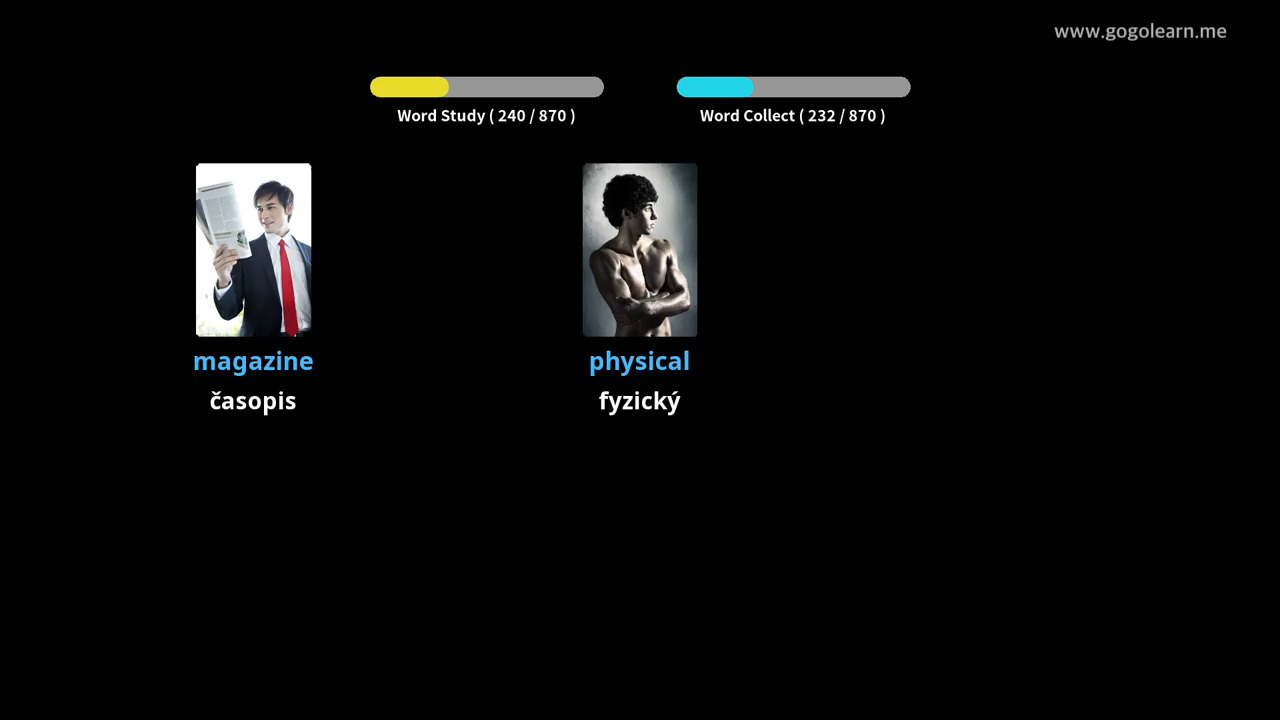 www.gogolearn.me
Word Study ( 240 / 870 )
Word Collect ( 232 / 870 )
magazine
časopis
physical
fyzický